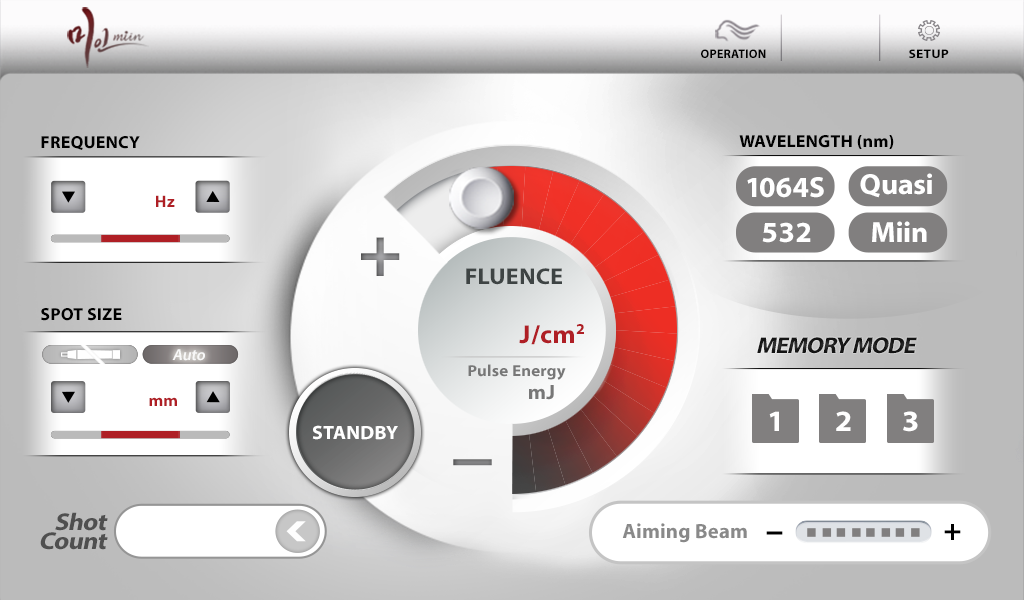 미인 miin
OPERATION
SETUP
FREQUENCY
▼ Hz ▲
SPOT SIZE
Auto
▼ mm ▲
+
FLUENCE
J/cm²
Pulse Energy
mJ
STANDBY
−
WAVELENGTH (nm)
1064S Quasi
532 Miin
MEMORY MODE
1 2 3
Shot
Count
Aiming Beam − +